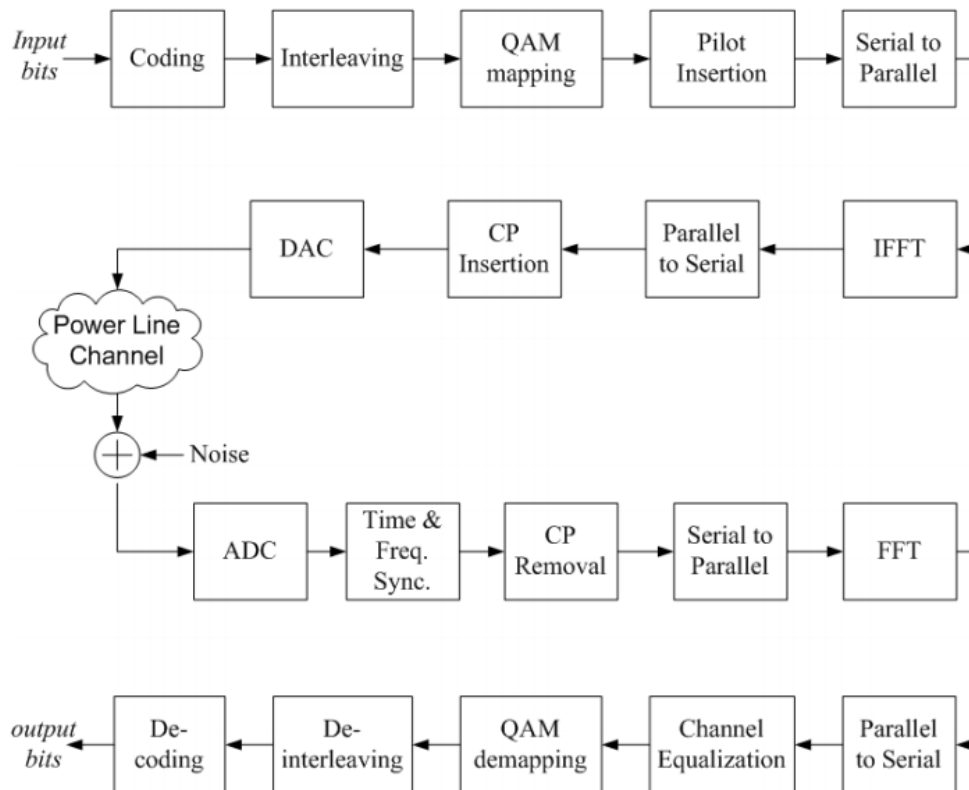 Input
bits
Coding
Interleaving
QAM
mapping
Pilot
Insertion
Serial to
Parallel
DAC
CP
Insertion
Parallel
to Serial
IFFT
Power Line
Channel
Noise
ADC
Time &
Freq.
Sync.
CP
Removal
Serial to
Parallel
FFT
output
bits
De-
coding
De-
interleaving
QAM
demapping
Channel
Equalization
Parallel
to Serial